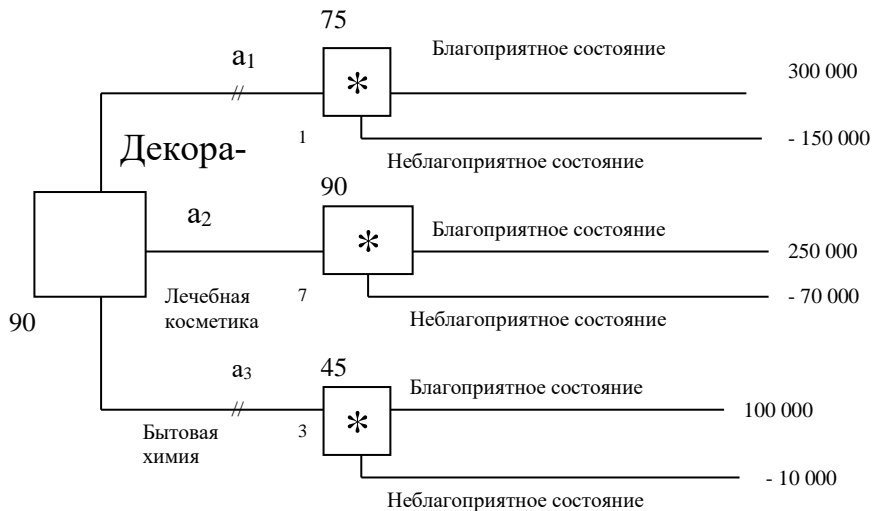 75
a1
*
Благоприятное состояние
300 000
1
- 150 000
Декора-
Неблагоприятное состояние
90
a2
*
Благоприятное состояние
250 000
Лечебная
косметика
7
- 70 000
90
Неблагоприятное состояние
45
a3
Благоприятное состояние
*
100 000
Бытовая
химия
3
- 10 000
Неблагоприятное состояние